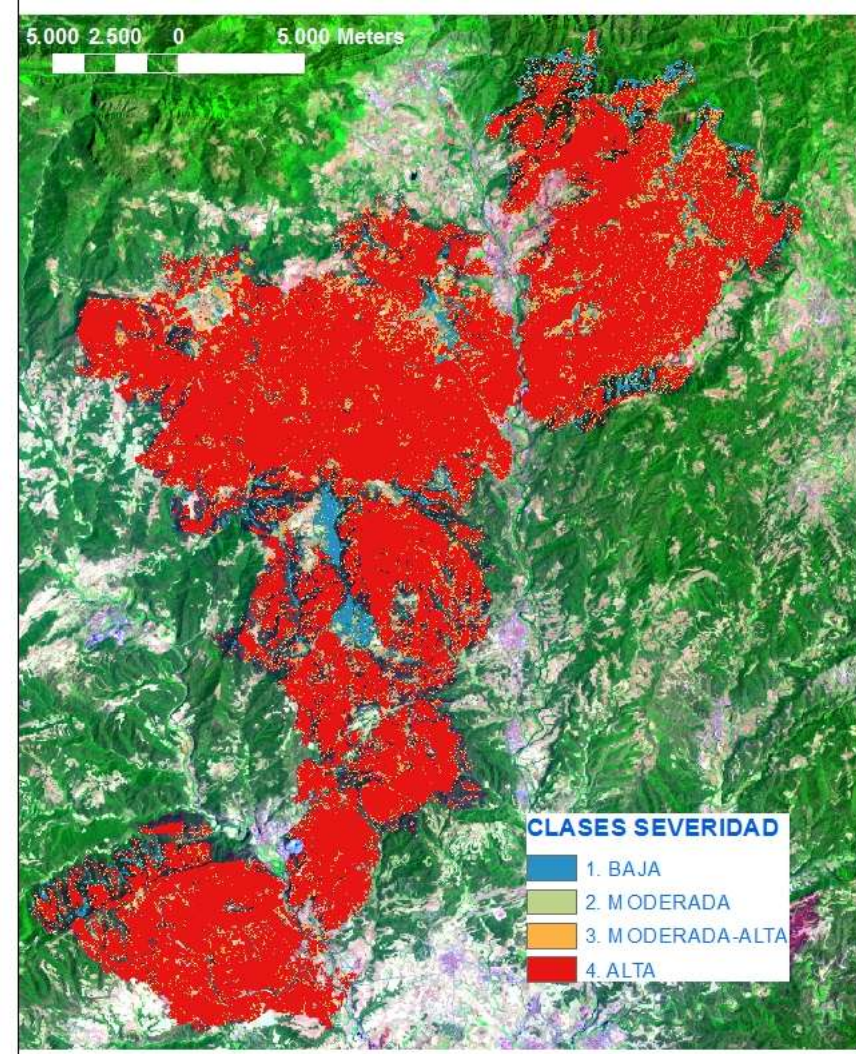 5.000 2.500 0 5.000 Meters
CLASES SEVERIDAD
1. BAJA
2. MODERADA
3. MODERADA-ALTA
4. ALTA